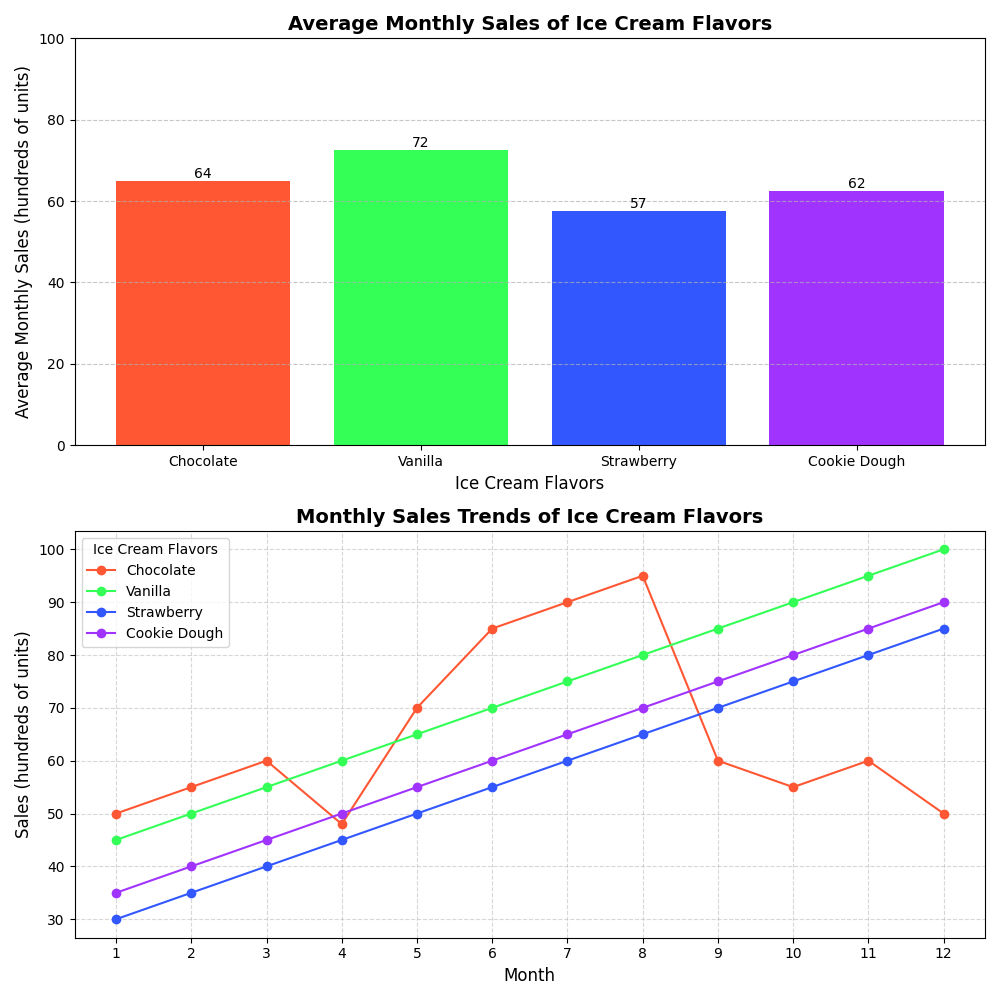 Average Monthly Sales of Ice Cream Flavors
100
80
60
40
20
0
Average Monthly Sales (hundreds of units)
64
72
57
62
Chocolate Vanilla Strawberry Cookie Dough
Ice Cream Flavors
Monthly Sales Trends of Ice Cream Flavors
Ice Cream Flavors
Chocolate
Vanilla
Strawberry
Cookie Dough
100
90
80
70
60
50
40
30
Sales (hundreds of units)
1 2 3 4 5 6 7 8 9 10 11 12
Month